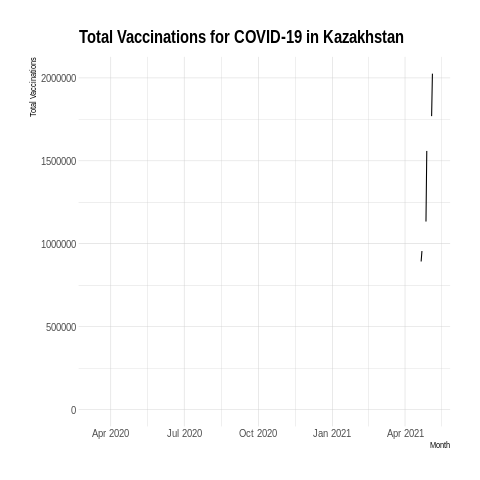 Total Vaccinations for COVID-19 in Kazakhstan
Total Vaccinations
2000000
1500000
1000000
500000
0
Apr 2020 Jul 2020 Oct 2020 Jan 2021 Apr 2021
Month